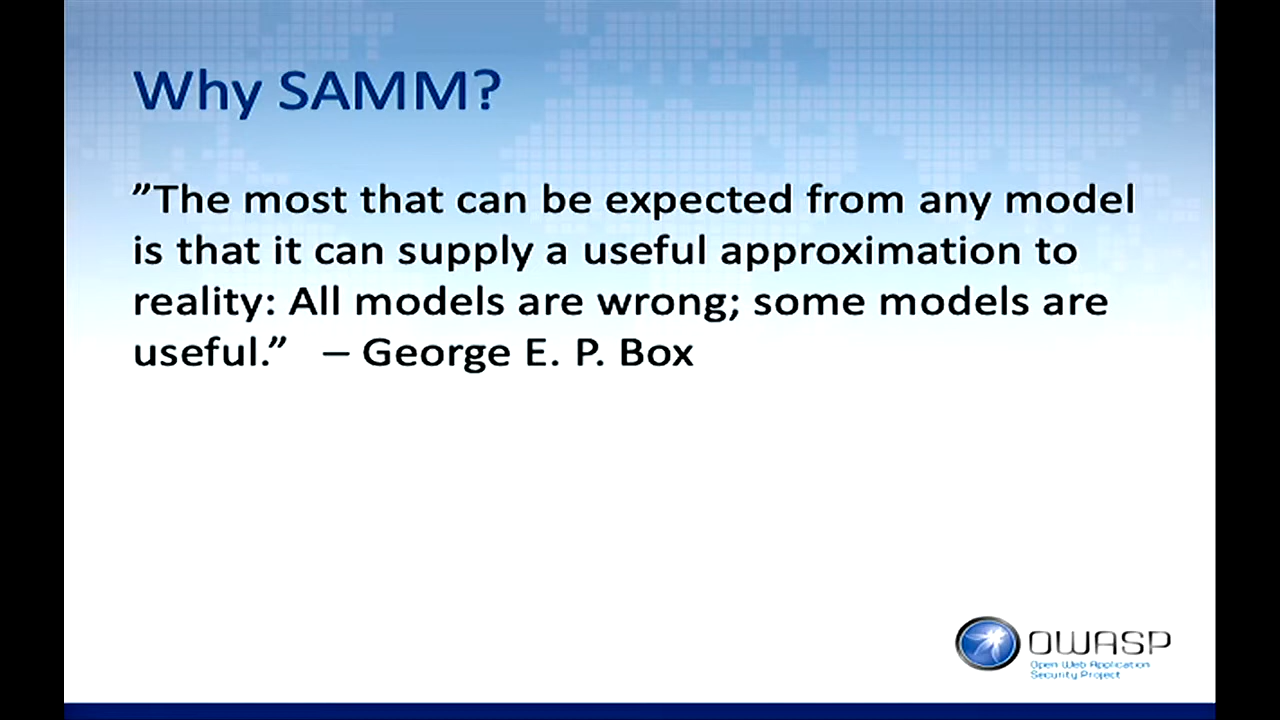 Why SAMM?
”The most that can be expected from any model
is that it can supply a useful approximation to
reality: All models are wrong; some models are
useful.” – George E. P. Box
OWASP
Open Web Application
Security Project